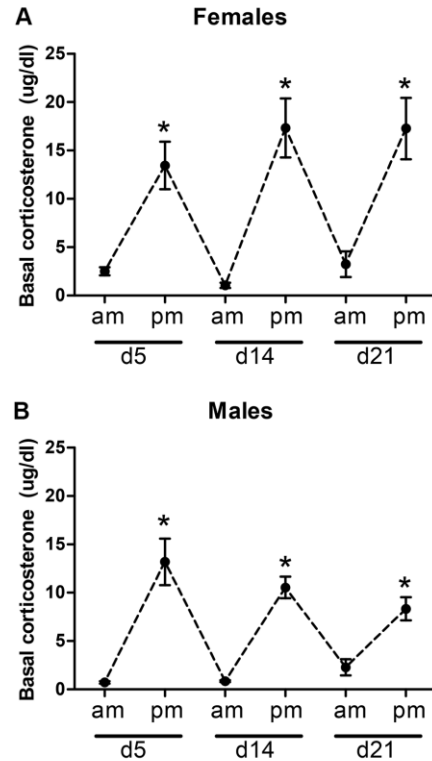 A Females
Basal corticosterone (ug/dl)
25
20
15
10
5
0
* * *
am pm am pm am pm
d5 d14 d21
B Males
Basal corticosterone (ug/dl)
25
20
15
10
5
0
* * *
am pm am pm am pm
d5 d14 d21